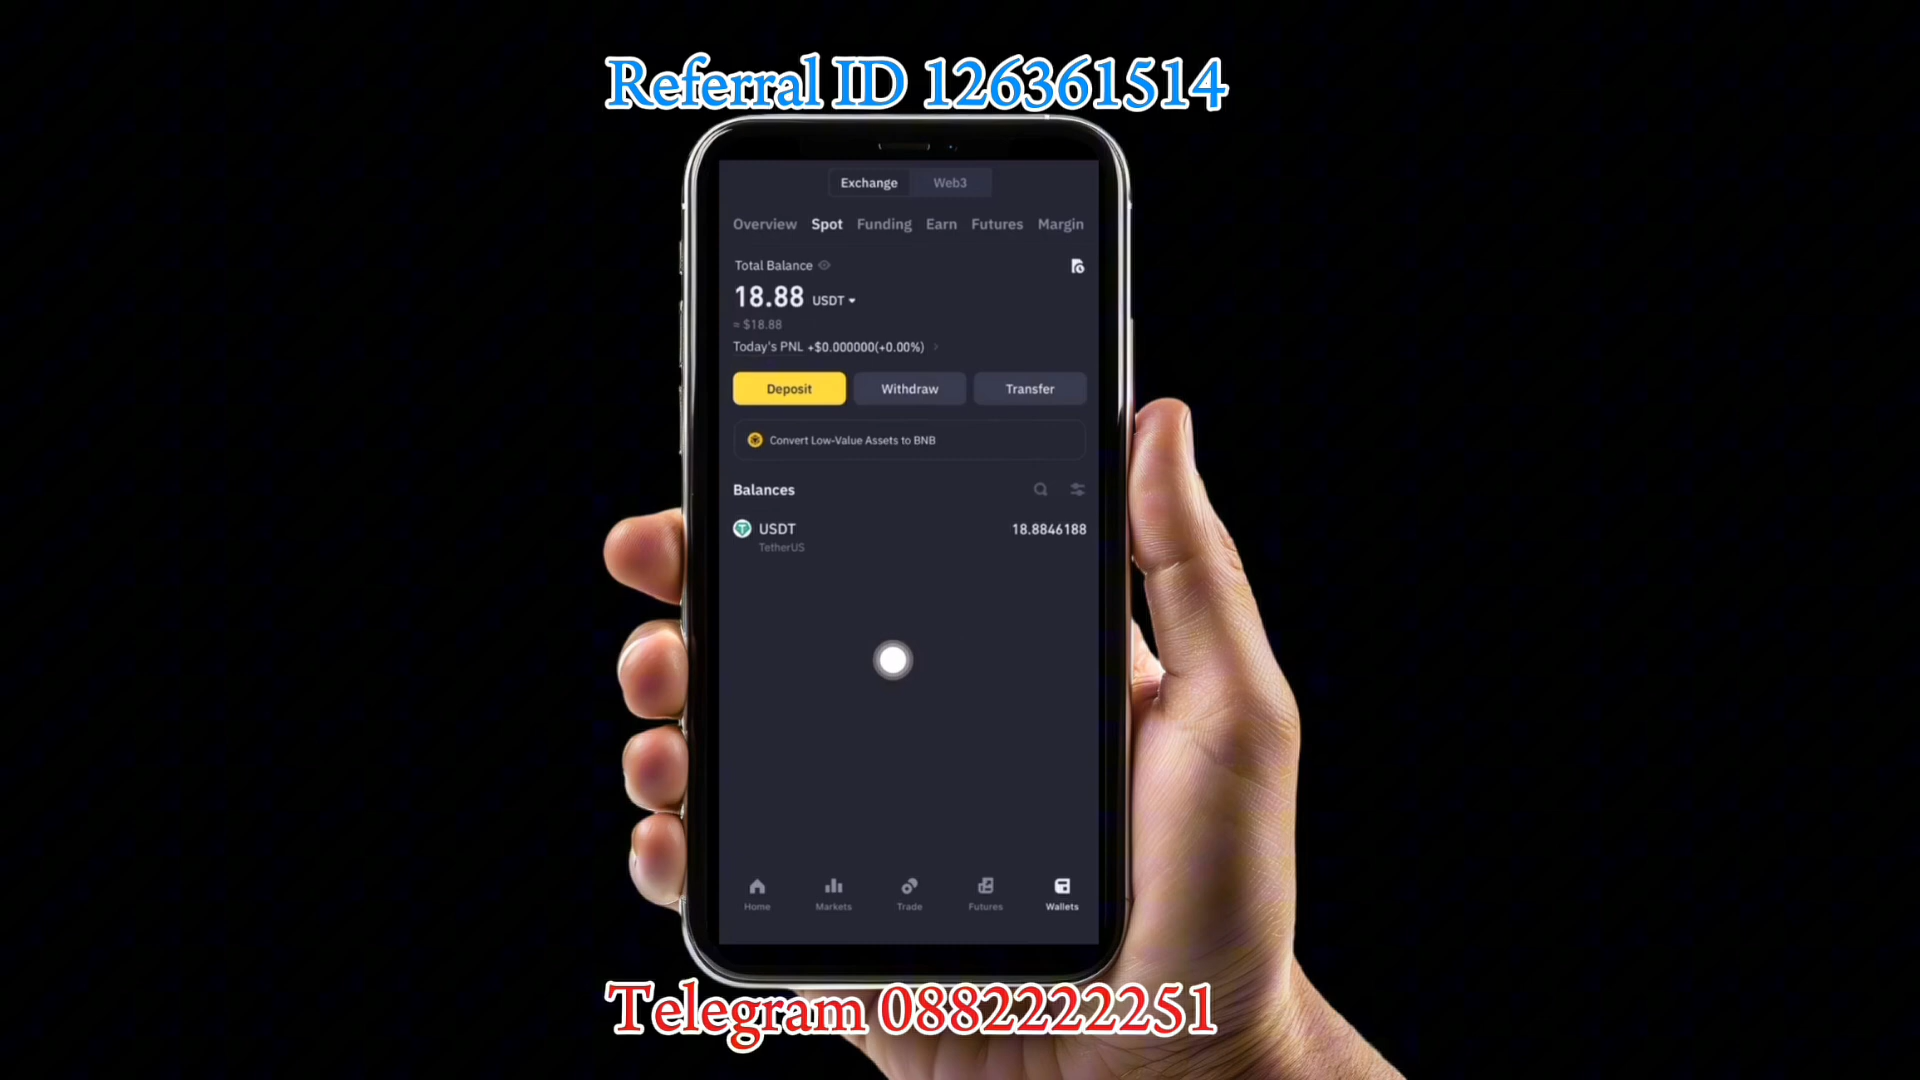 Referral ID 126361514
Exchange Web3
Overview Spot Funding Earn Futures Margin
Total Balance
18.88 USDT
≈ $18.88
Today's PNL +$0.000000(+0.00%)
Deposit Withdraw Transfer
Convert Low-Value Assets to BNB
Balances
USDT 18.8846188
TetherUS
Home Markets Trade Futures Wallets
Telegram 0882222251